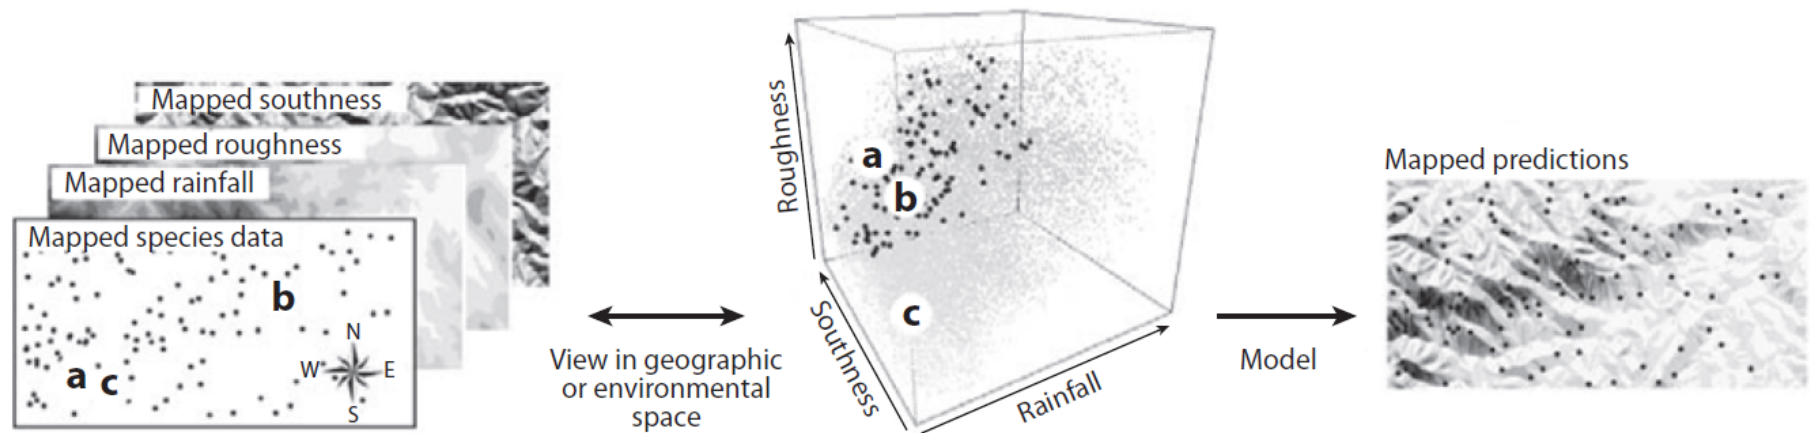 Mapped southness
Mapped roughness
Mapped rainfall
Mapped species data
a
c
b
N
W
E
S
View in geographic
or environmental
space
Roughness
Southness
Rainfall
a
b
c
Model
Mapped predictions